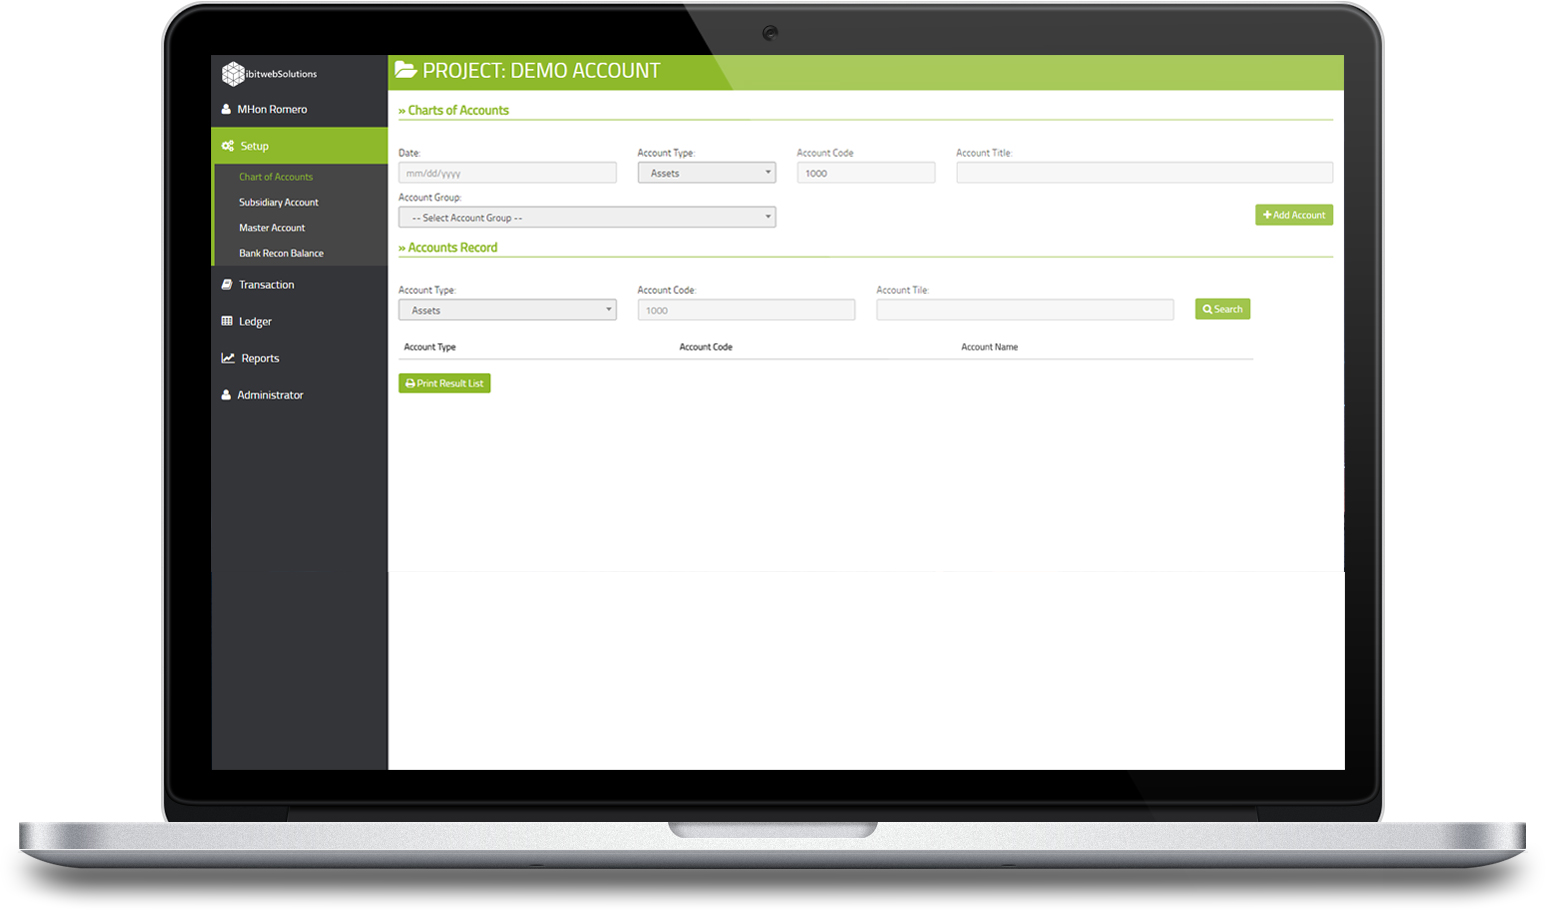 ibitwebSolutions
MHon Romero
Setup
Chart of Accounts
Subsidiary Account
Master Account
Bank Recon Balance
Transaction
Ledger
Reports
Administrator
PROJECT: DEMO ACCOUNT
» Charts of Accounts
Date: Account Type: Account Code Account Title:
mm/dd/yyyy Assets 1000
Account Group:
-- Select Account Group --
+ Add Account
» Accounts Record
Account Type: Account Code: Account Tile:
Assets 1000 Search
Account Type Account Code Account Name
Print Result List